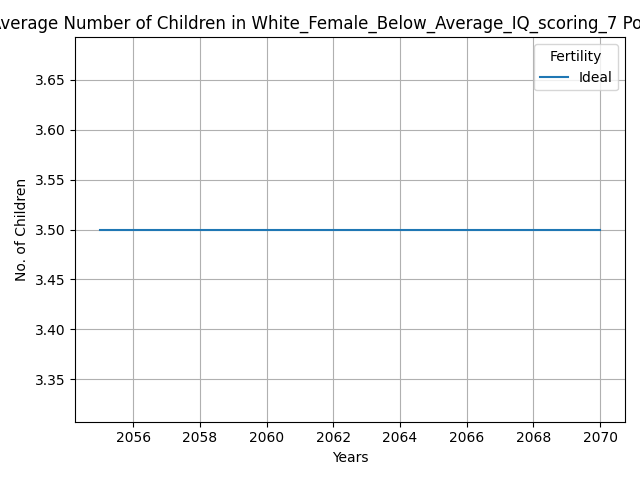 verage Number of Children in White_Female_Below_Average_IQ_scoring_7 Po
Fertility
Ideal
3.65
3.60
3.55
3.50
3.45
3.40
3.35
No. of Children
2056 2058 2060 2062 2064 2066 2068 2070
Years